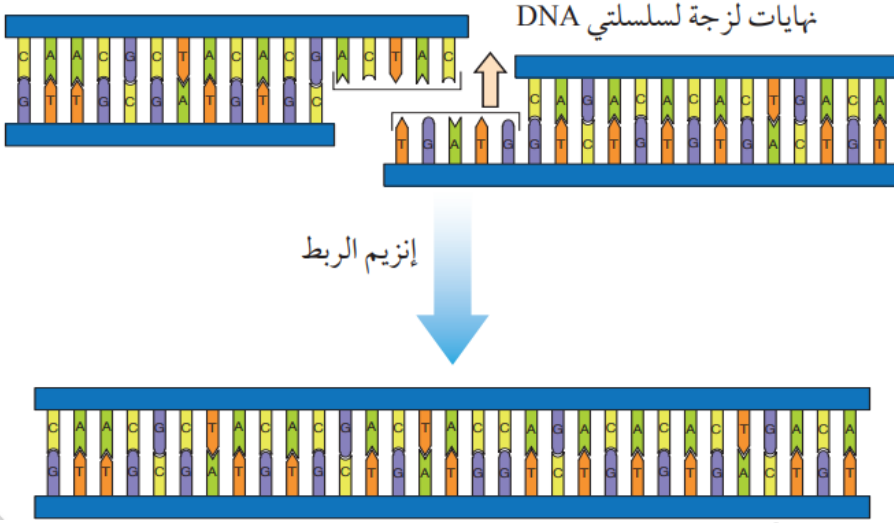 نهايات لزجة لسلسلتي DNA
C A A C G C T A C A C G A C T A C
G T T G C G A T G T G C
C A G A C A C A C T G A C A
T G A T G G T C T G T G T G A C T G T
إنزيم الربط
C A A C G C T A C A C G A C T A C C A G A C A C A C T G A C A
G T T G C G A T G T G C T G A T G G T C T G T G T G A C T G T